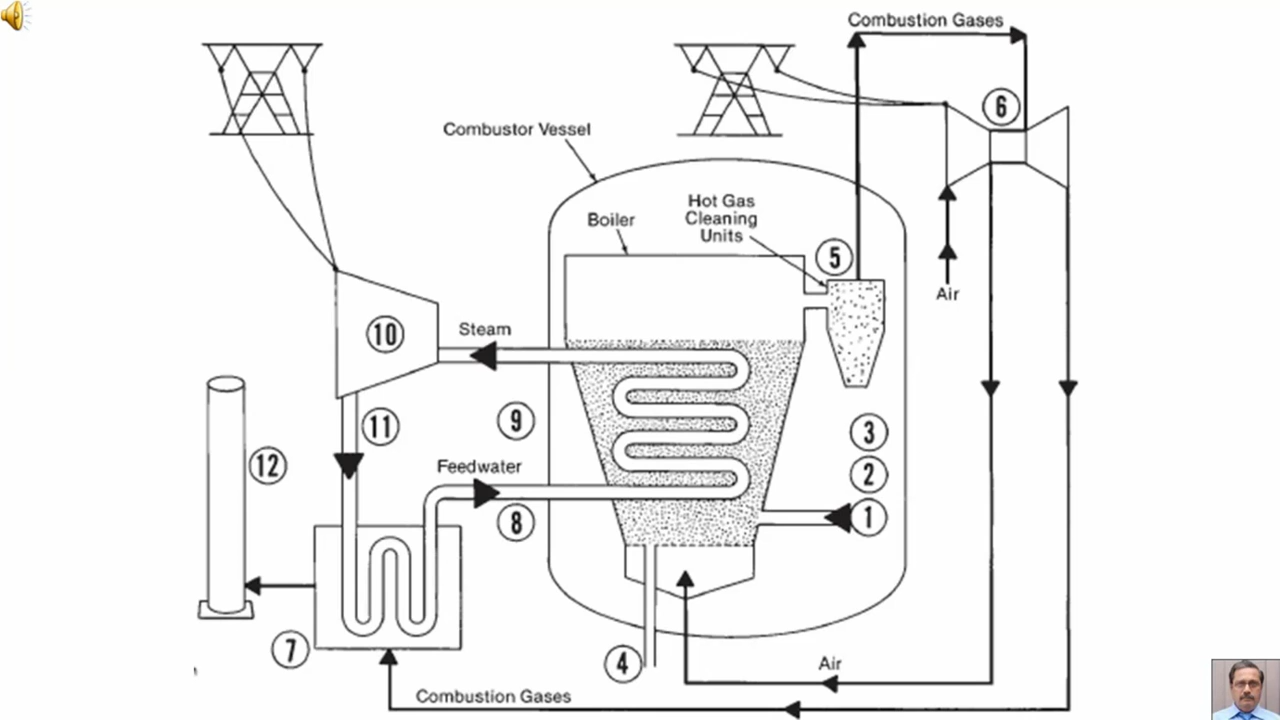 Combustion Gases
6
Combustor Vessel
Hot Gas
Cleaning
Units
Boiler
5
Air
10
Steam
9
11
3
12
Feedwater
2
8
1
7
4
Air
Combustion Gases